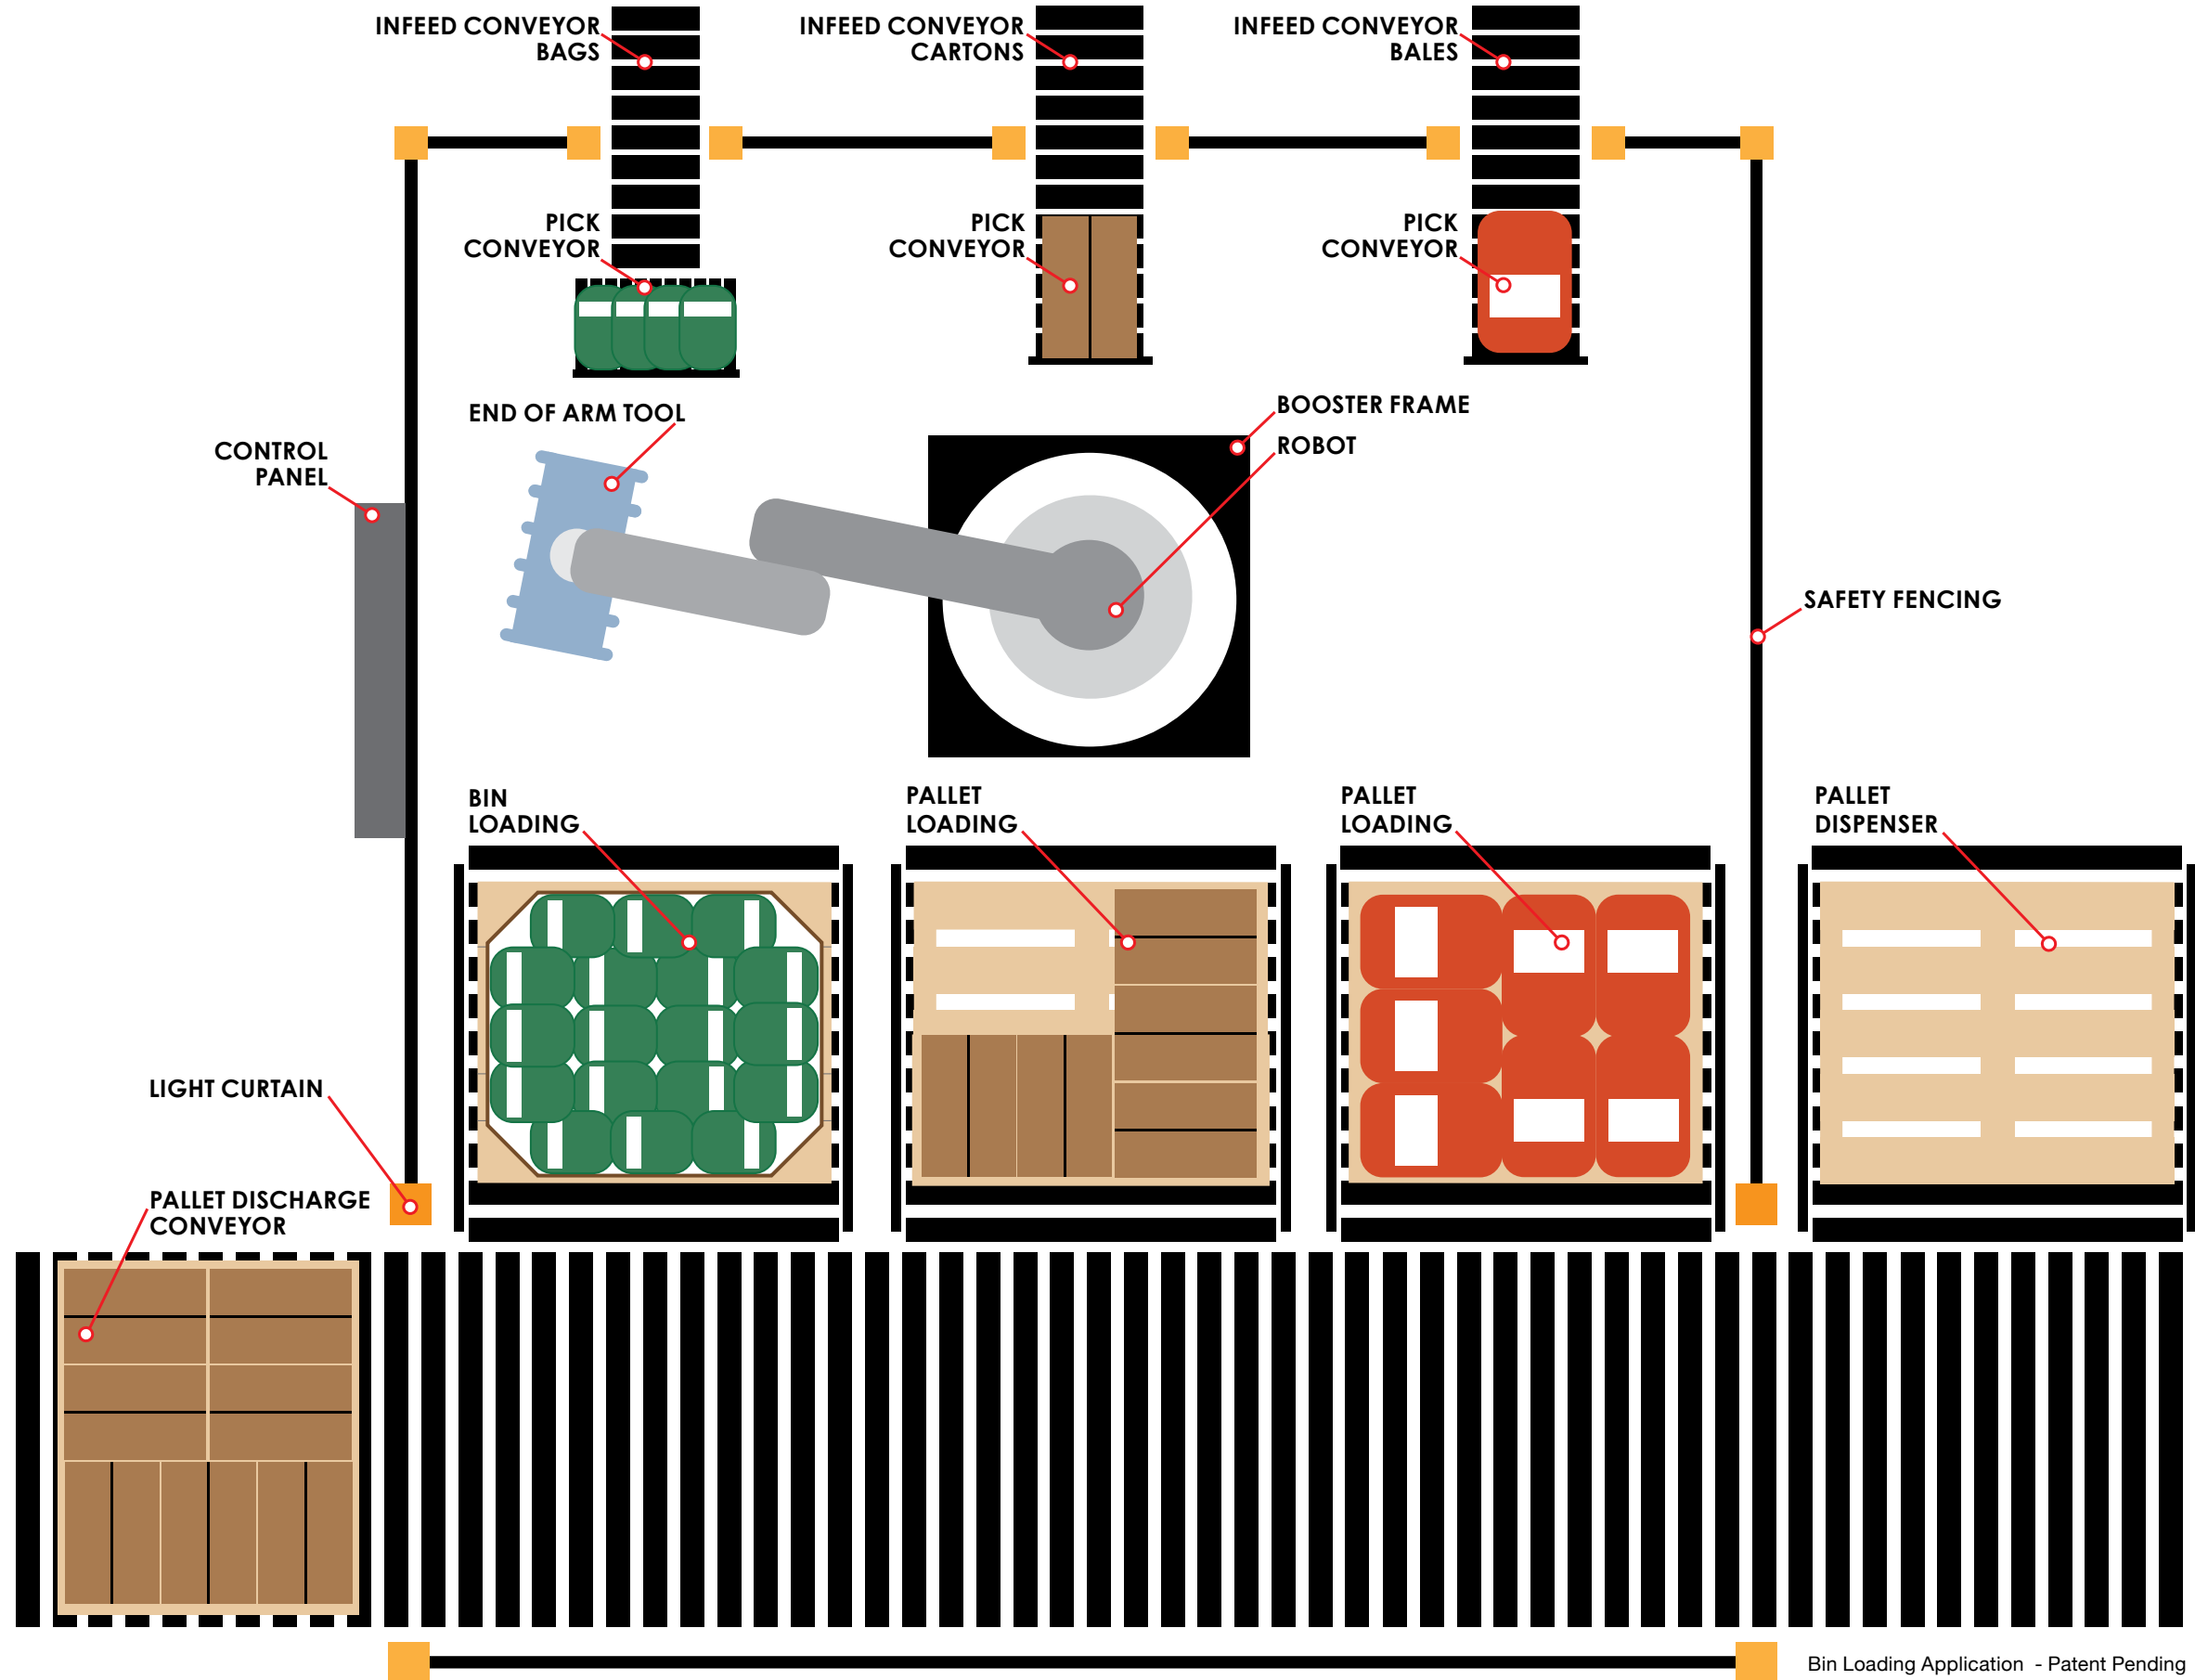 INFEED CONVEYOR
BAGS
INFEED CONVEYOR
CARTONS
INFEED CONVEYOR
BALES
PICK
CONVEYOR
PICK
CONVEYOR
PICK
CONVEYOR
END OF ARM TOOL
BOOSTER FRAME
ROBOT
CONTROL
PANEL
SAFETY FENCING
BIN
LOADING
PALLET
LOADING
PALLET
LOADING
PALLET
DISPENSER
LIGHT CURTAIN
PALLET DISCHARGE
CONVEYOR
Bin Loading Application - Patent Pending